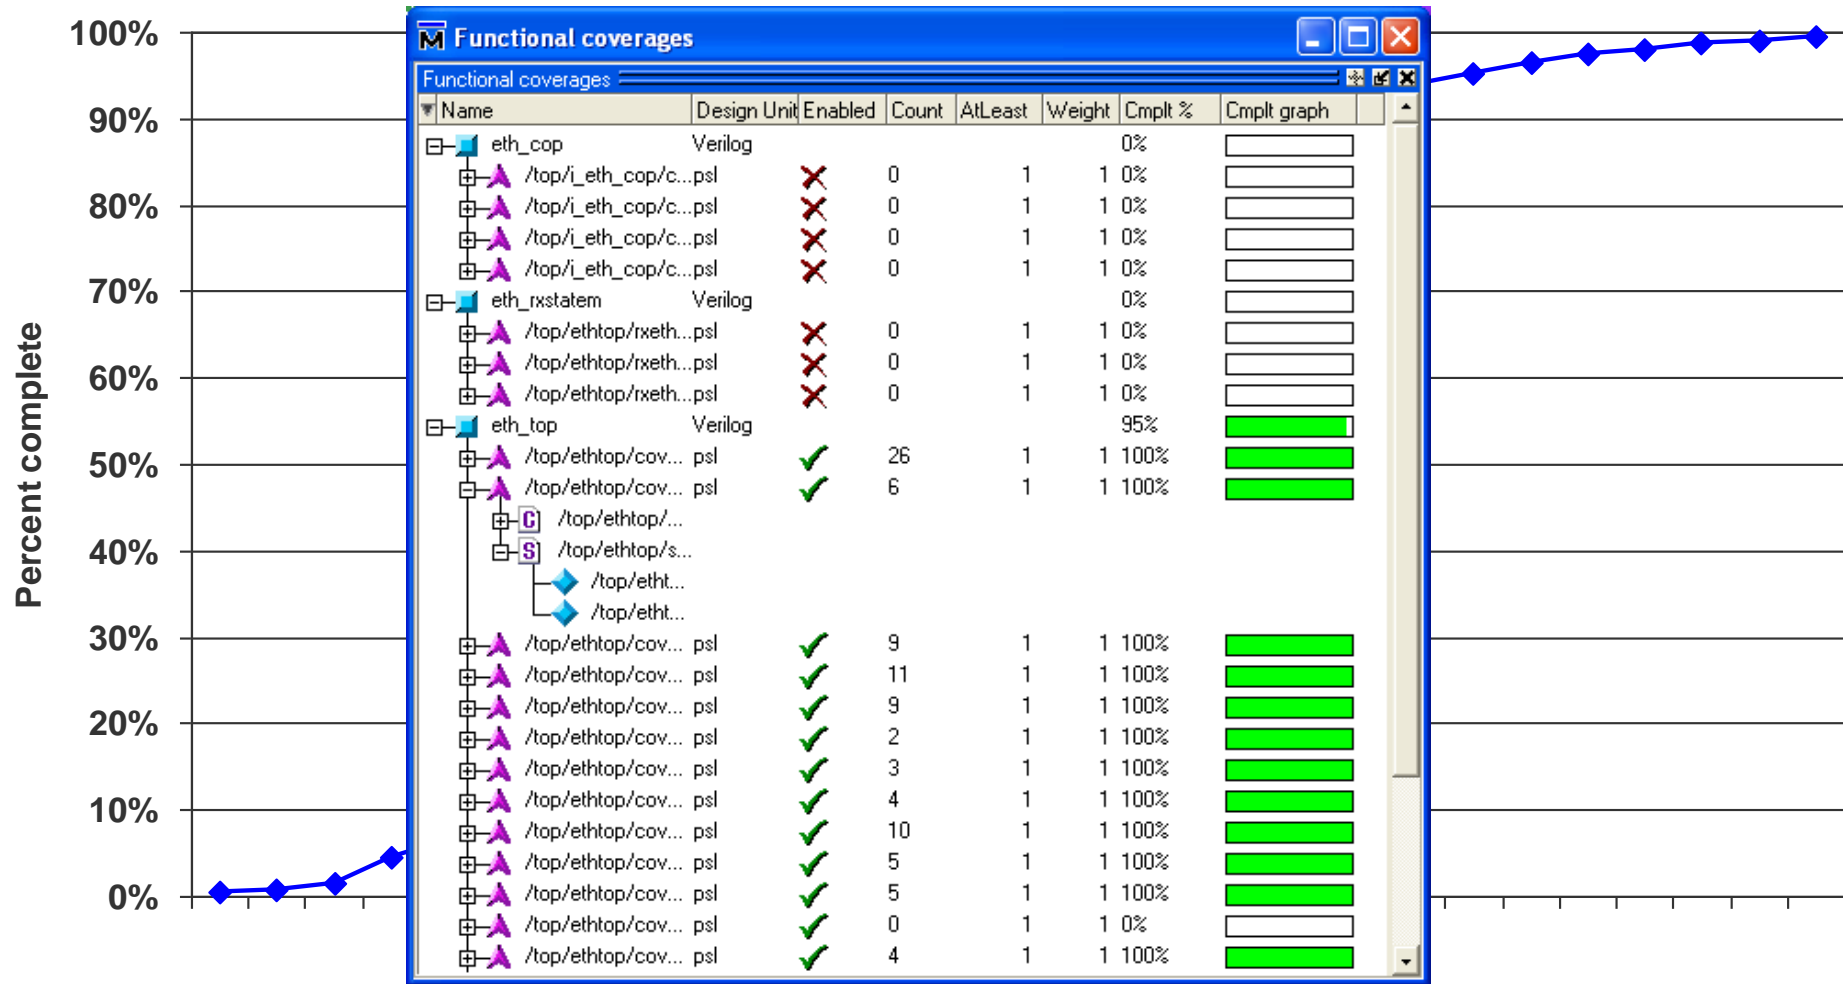 Percent complete
100%
90%
80%
70%
60%
50%
40%
30%
20%
10%
0%
Functional coverages
Functional coverages
Name Design Unit Enabled Count AtLeast Weight Cmplt % Cmplt graph
eth_cop Verilog 0%
/top/i_eth_cop/c... psl 0 1 1 0%
/top/i_eth_cop/c... psl 0 1 1 0%
/top/i_eth_cop/c... psl 0 1 1 0%
/top/i_eth_cop/c... psl 0 1 1 0%
eth_rxstatem Verilog 0%
/top/ethtop/rxeth... psl 0 1 1 0%
/top/ethtop/rxeth... psl 0 1 1 0%
/top/ethtop/rxeth... psl 0 1 1 0%
eth_top Verilog 95%
/top/ethtop/cov... psl 26 1 1 100%
/top/ethtop/cov... psl 6 1 1 100%
C /top/ethtop/...
S /top/ethtop/s...
/top/etht...
/top/etht...
/top/ethtop/cov... psl 9 1 1 100%
/top/ethtop/cov... psl 11 1 1 100%
/top/ethtop/cov... psl 9 1 1 100%
/top/ethtop/cov... psl 2 1 1 100%
/top/ethtop/cov... psl 3 1 1 100%
/top/ethtop/cov... psl 4 1 1 100%
/top/ethtop/cov... psl 10 1 1 100%
/top/ethtop/cov... psl 5 1 1 100%
/top/ethtop/cov... psl 5 1 1 100%
/top/ethtop/cov... psl 0 1 1 0%
/top/ethtop/cov... psl 4 1 1 100%